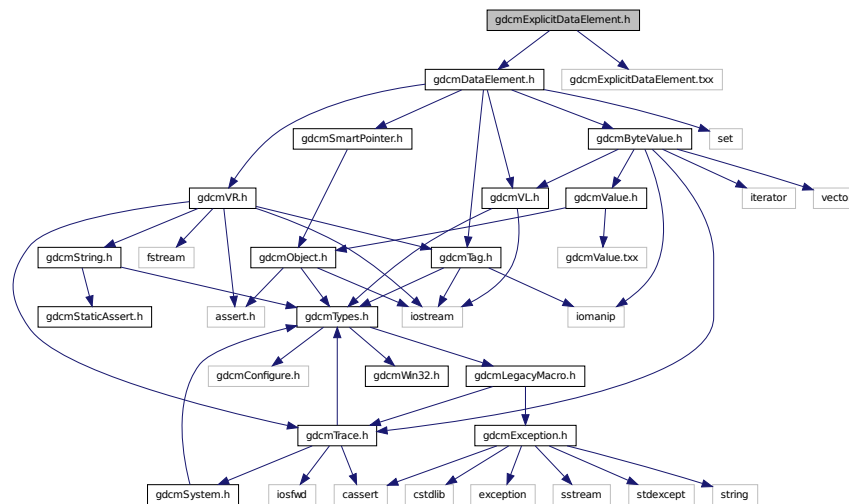 gdcmExplicitDataElement.h
gdcmDataElement.h
gdcmExplicitDataElement.txx
gdcmSmartPointer.h
gdcmByteValue.h
set
gdcmVR.h
gdcmVL.h
gdcmValue.h
iterator
vecto
gdcmString.h
fstream
gdcmObject.h
gdcmTag.h
gdcmValue.txx
gdcmStaticAssert.h
assert.h
gdcmTypes.h
iostream
iomanip
gdcmConfigure.h
gdcmWin32.h
gdcmLegacyMacro.h
gdcmTrace.h
gdcmException.h
gdcmSystem.h
iosfwd
cassert
cstdlib
exception
sstream
stdexcept
string